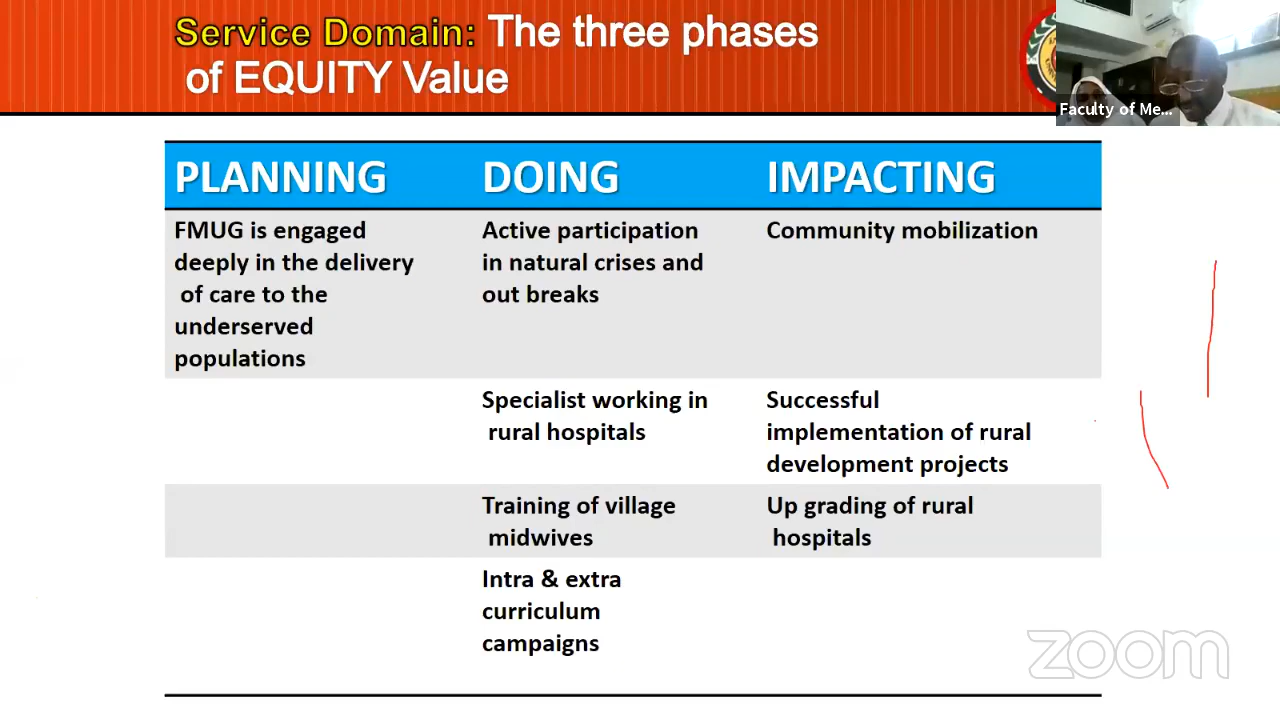 Service Domain: The three phases
of EQUITY Value
Faculty of Me...
PLANNING DOING IMPACTING
FMUG is engaged
deeply in the delivery
of care to the
underserved
populations
Active participation
in natural crises and
out breaks
Community mobilization
Specialist working in
rural hospitals
Successful
implementation of rural
development projects
Training of village
midwives
Up grading of rural
hospitals
Intra & extra
curriculum
campaigns
zoom